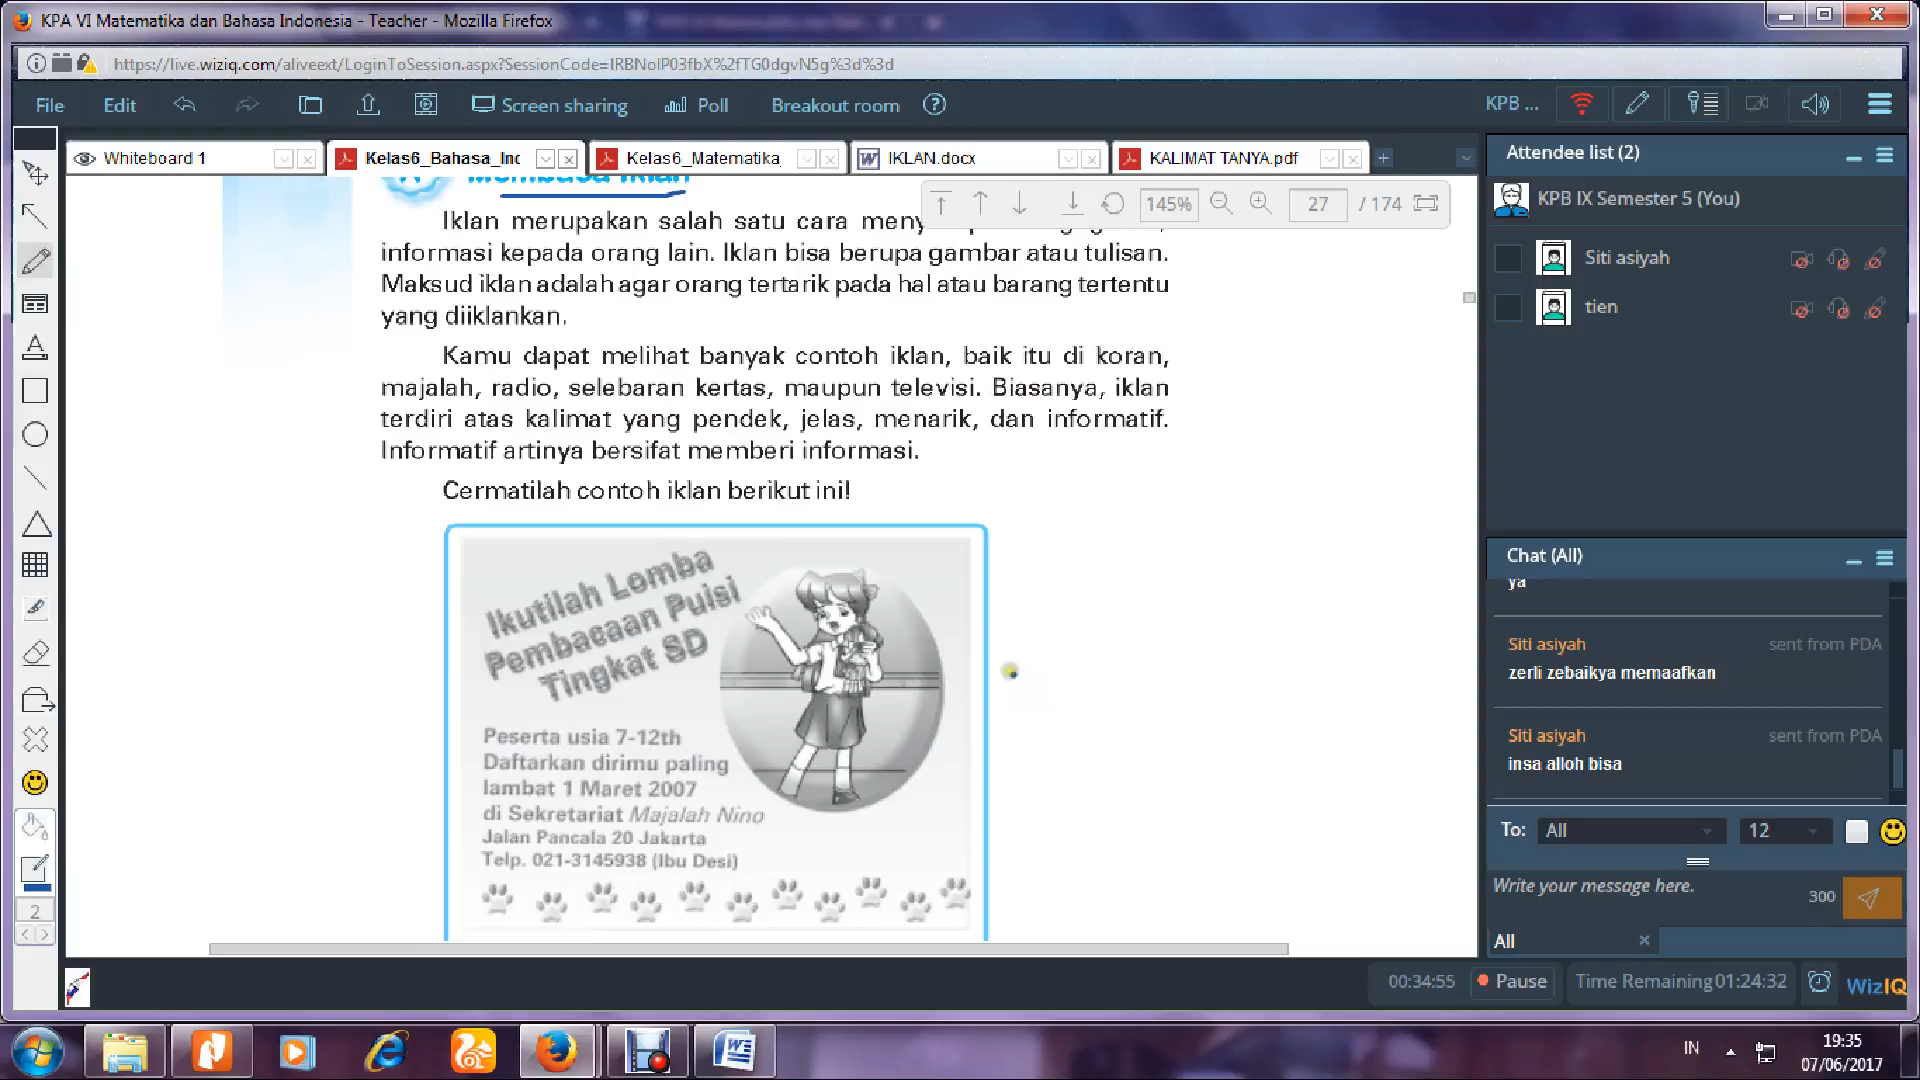 KPA VI Matematika dan Bahasa Indonesia - Teacher - Mozilla Firefox
https://live.wiziq.com/aliveext/LoginToSession.aspx?SessionCode=IRBNoIP03fbX%2fTG0dgvN5g%3d%3d
File Edit Screen sharing Poll Breakout room KPB ...
Whiteboard 1 Kelas6_Bahasa_Inc Kelas6_Matematika_ IKLAN.docx KALIMAT TANYA.pdf
145% 27 / 174
Membaca Iklan
Iklan merupakan salah satu cara
informasi kepada orang lain. Iklan bisa berupa gambar atau tulisan.
Maksud iklan adalah agar orang tertarik pada hal atau barang tertentu
yang diiklankan.
Kamu dapat melihat banyak contoh iklan, baik itu di koran,
majalah, radio, selebaran kertas, maupun televisi. Biasanya, iklan
terdiri atas kalimat yang pendek, jelas, menarik, dan informatif.
Informatif artinya bersifat memberi informasi.
Cermatilah contoh iklan berikut ini!
Ikutilah Lomba
Pembacaan Puisi
Tingkat SD
Peserta usia 7-12th
Daftarkan dirimu paling
lambat 1 Maret 2007
di Sekretariat Majalah Nino
Jalan Pancala 20 Jakarta
Telp. 021-3145938 (Ibu Desi)
2
Attendee list (2)
KPB IX Semester 5 (You)
Siti asiyah
tien
Chat (All)
ya
Siti asiyah sent from PDA
zerli zebaikya memaafkan
Siti asiyah sent from PDA
insa alloh bisa
To: All 12
Write your message here. 300
All
00:34:55 Pause Time Remaining 01:24:32 WizIQ
IN 19:35
07/06/2017